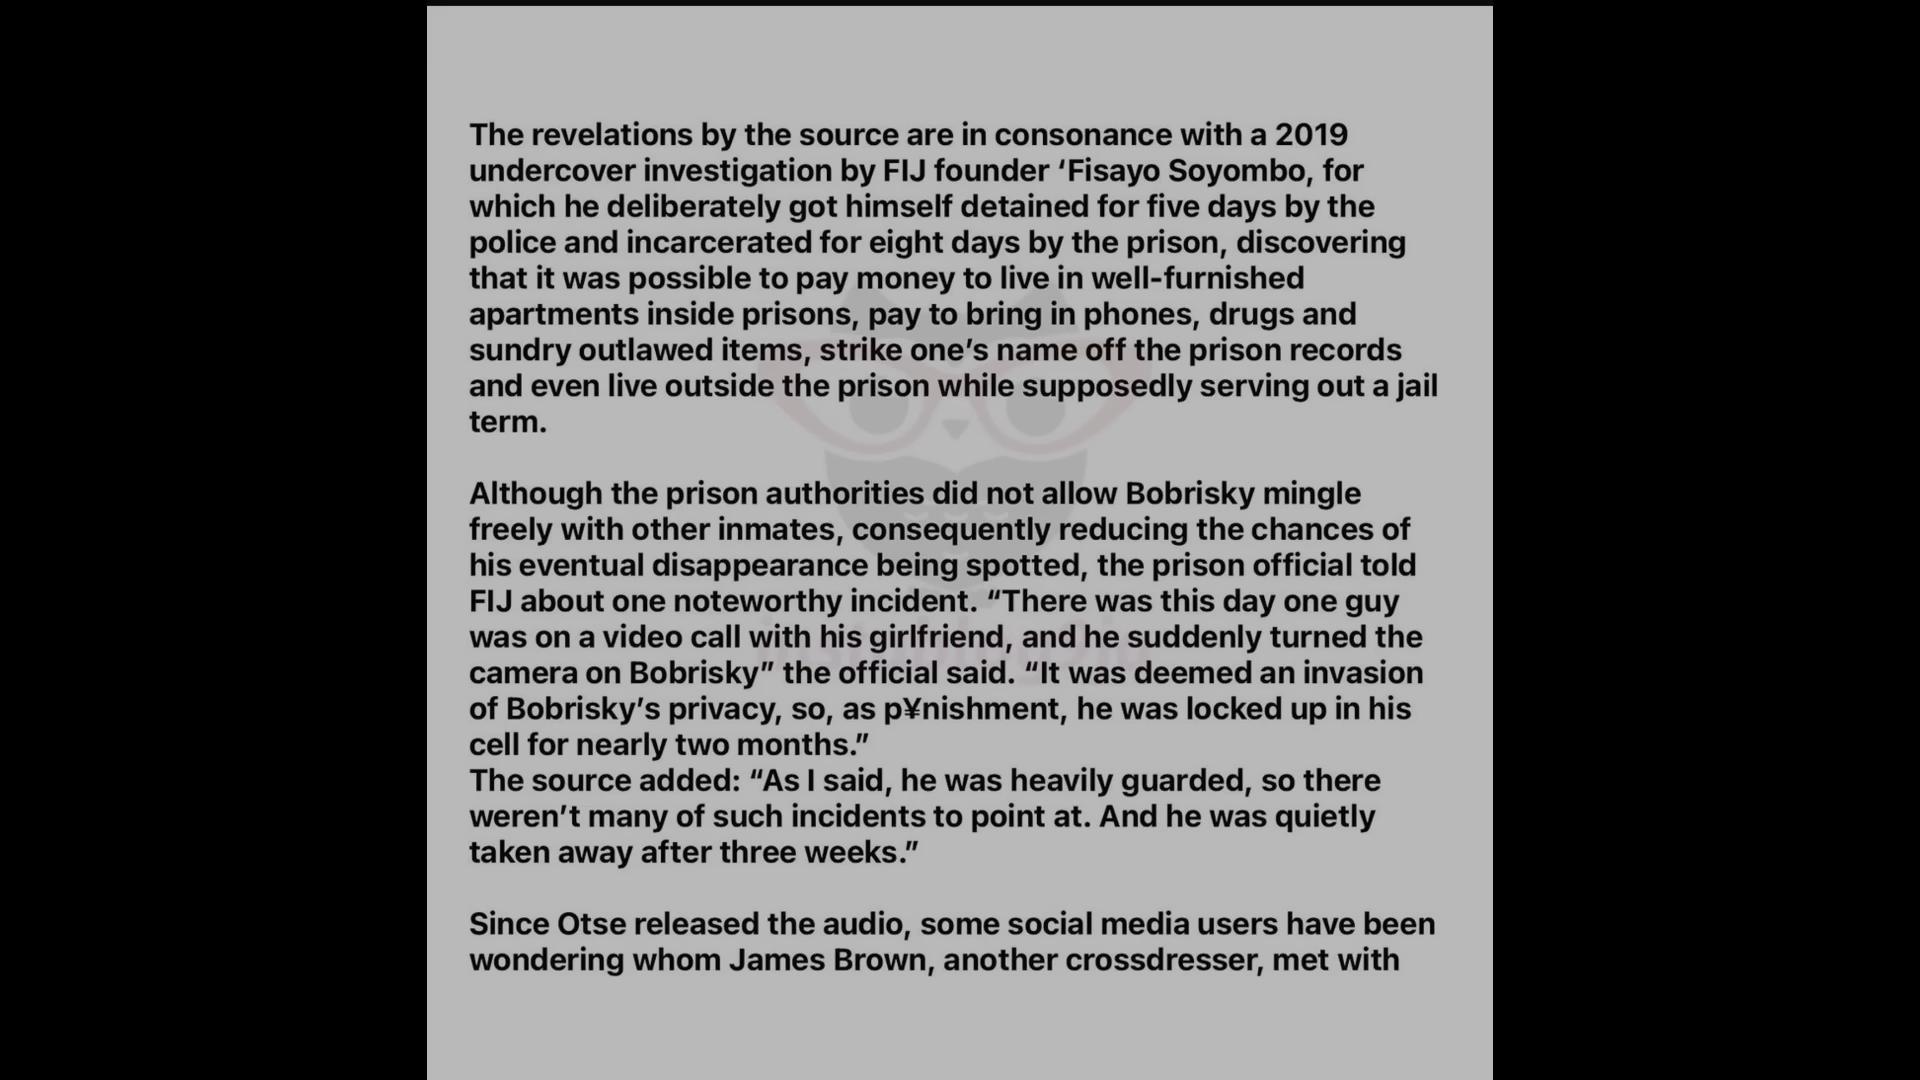 The revelations by the source are in consonance with a 2019
undercover investigation by FIJ founder ‘Fisayo Soyombo, for
which he deliberately got himself detained for five days by the
police and incarcerated for eight days by the prison, discovering
that it was possible to pay money to live in well-furnished
apartments inside prisons, pay to bring in phones, drugs and
sundry outlawed items, strike one’s name off the prison records
and even live outside the prison while supposedly serving out a jail
term.
Although the prison authorities did not allow Bobrisky mingle
freely with other inmates, consequently reducing the chances of
his eventual disappearance being spotted, the prison official told
FIJ about one noteworthy incident. “There was this day one guy
was on a video call with his girlfriend, and he suddenly turned the
camera on Bobrisky” the official said. “It was deemed an invasion
of Bobrisky’s privacy, so, as p¥nishment, he was locked up in his
cell for nearly two months.”
The source added: “As I said, he was heavily guarded, so there
weren’t many of such incidents to point at. And he was quietly
taken away after three weeks.”
Since Otse released the audio, some social media users have been
wondering whom James Brown, another crossdresser, met with